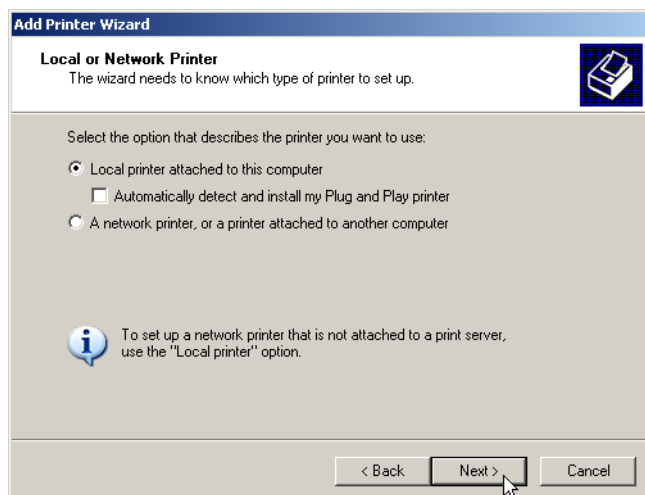 Add Printer Wizard
Local or Network Printer
The wizard needs to know which type of printer to set up.
Select the option that describes the printer you want to use:
Local printer attached to this computer
Automatically detect and install my Plug and Play printer
A network printer, or a printer attached to another computer
To set up a network printer that is not attached to a print server,
use the "Local printer" option.
< Back Next > Cancel